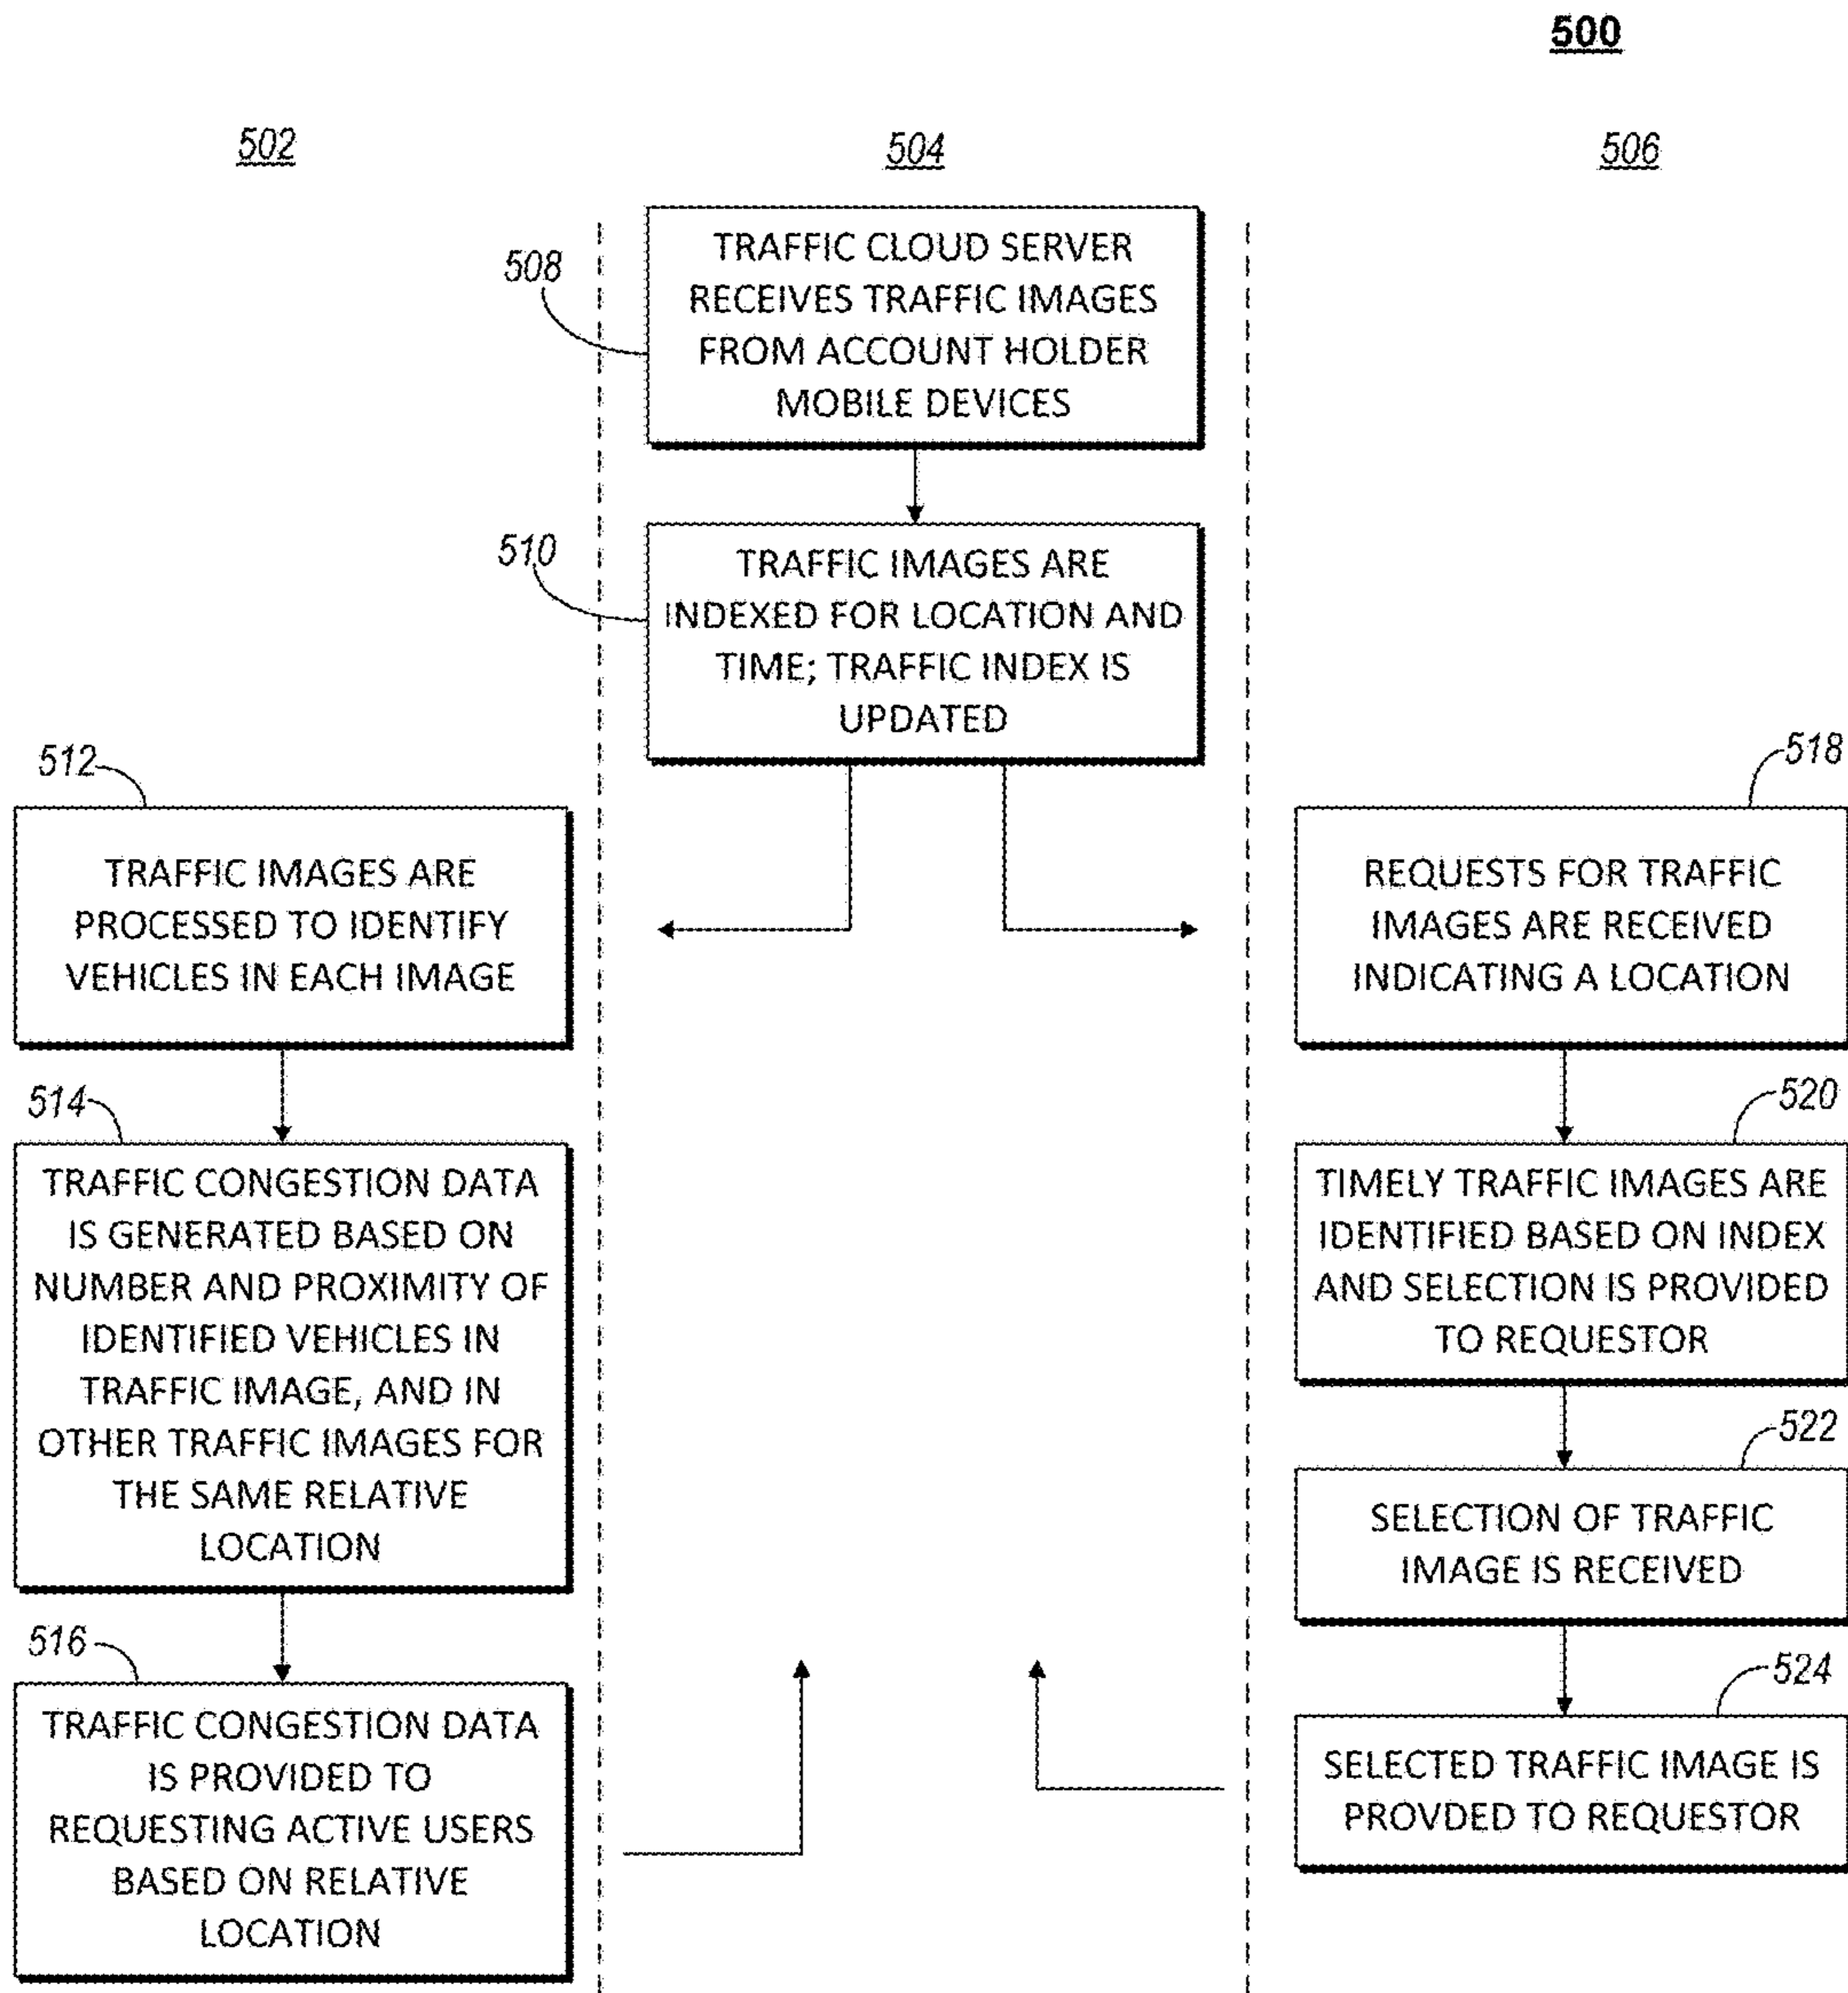 500
502
504
506
508
TRAFFIC CLOUD SERVER
RECEIVES TRAFFIC IMAGES
FROM ACCOUNT HOLDER
MOBILE DEVICES
510
TRAFFIC IMAGES ARE
INDEXED FOR LOCATION AND
TIME; TRAFFIC INDEX IS
UPDATED
512
TRAFFIC IMAGES ARE
PROCESSED TO IDENTIFY
VEHICLES IN EACH IMAGE
514
TRAFFIC CONGESTION DATA
IS GENERATED BASED ON
NUMBER AND PROXIMITY OF
IDENTIFIED VEHICLES IN
TRAFFIC IMAGE, AND IN
OTHER TRAFFIC IMAGES FOR
THE SAME RELATIVE
LOCATION
516
TRAFFIC CONGESTION DATA
IS PROVIDED TO
REQUESTING ACTIVE USERS
BASED ON RELATIVE
LOCATION
518
REQUESTS FOR TRAFFIC
IMAGES ARE RECEIVED
INDICATING A LOCATION
520
TIMELY TRAFFIC IMAGES ARE
IDENTIFIED BASED ON INDEX
AND SELECTION IS PROVIDED
TO REQUESTOR
522
SELECTION OF TRAFFIC
IMAGE IS RECEIVED
524
SELECTED TRAFFIC IMAGE IS
PROVDED TO REQUESTOR